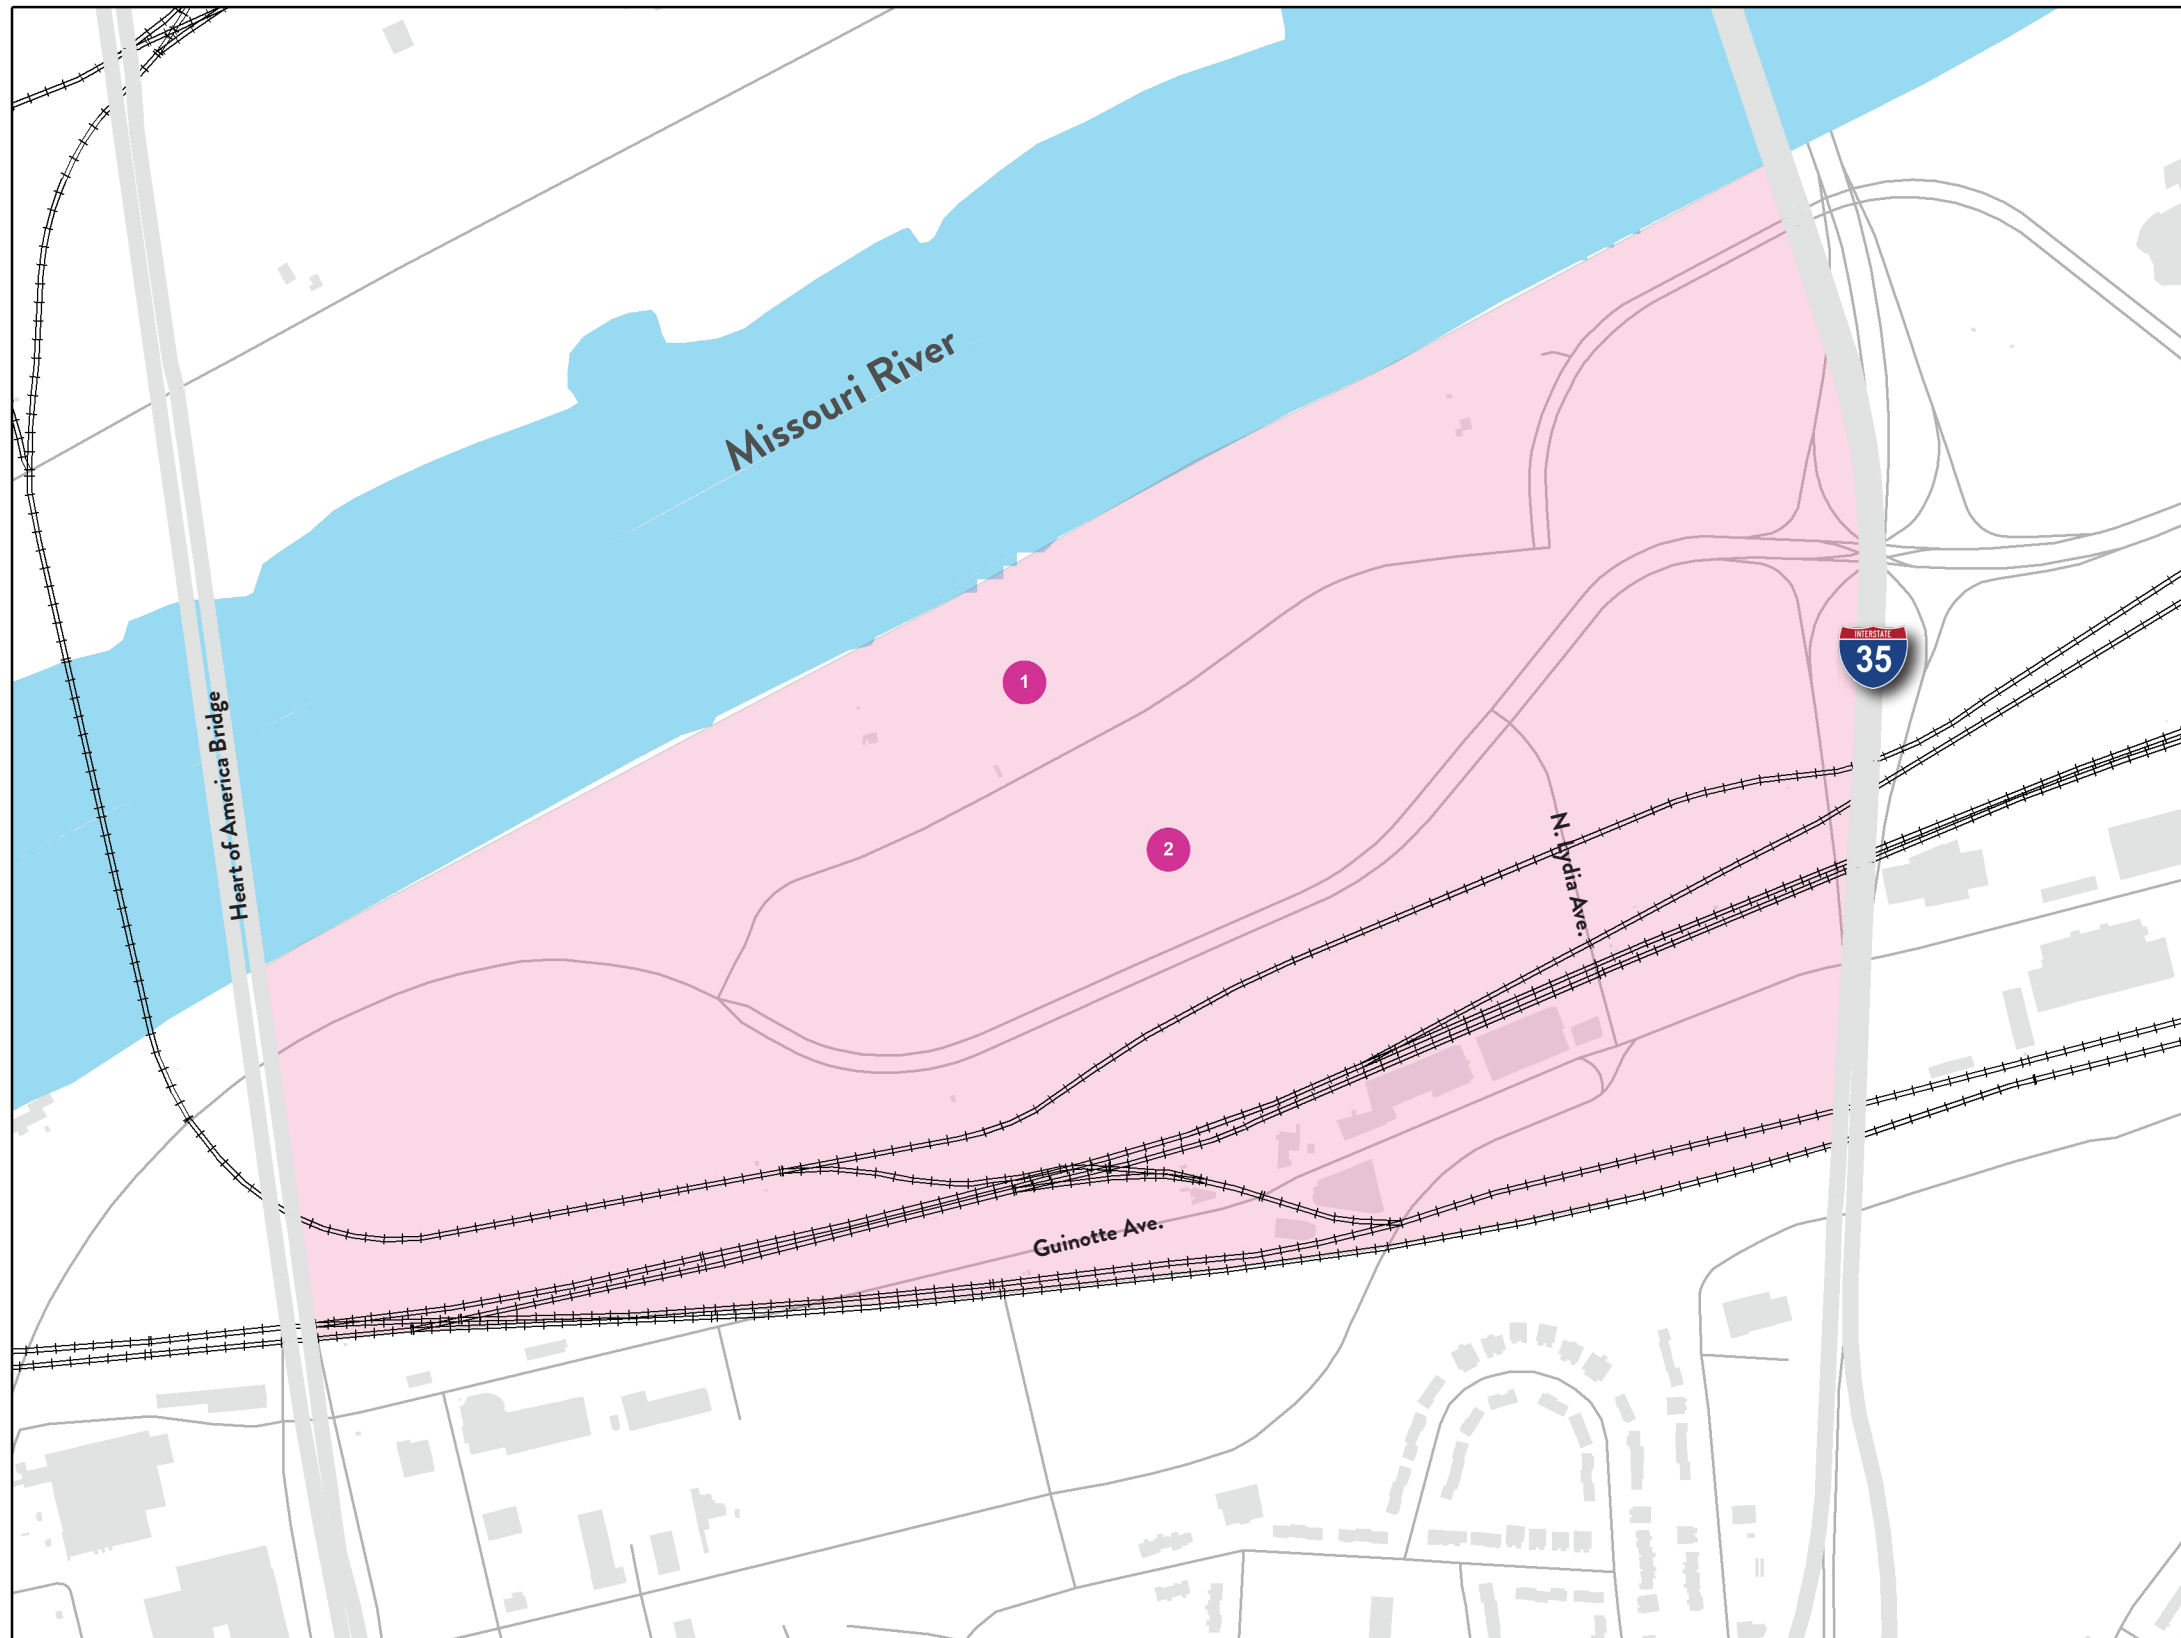 Missouri River
INTERSTATE
35
1
Heart of America Bridge
2
N. Lydia Ave.
Guinotte Ave.